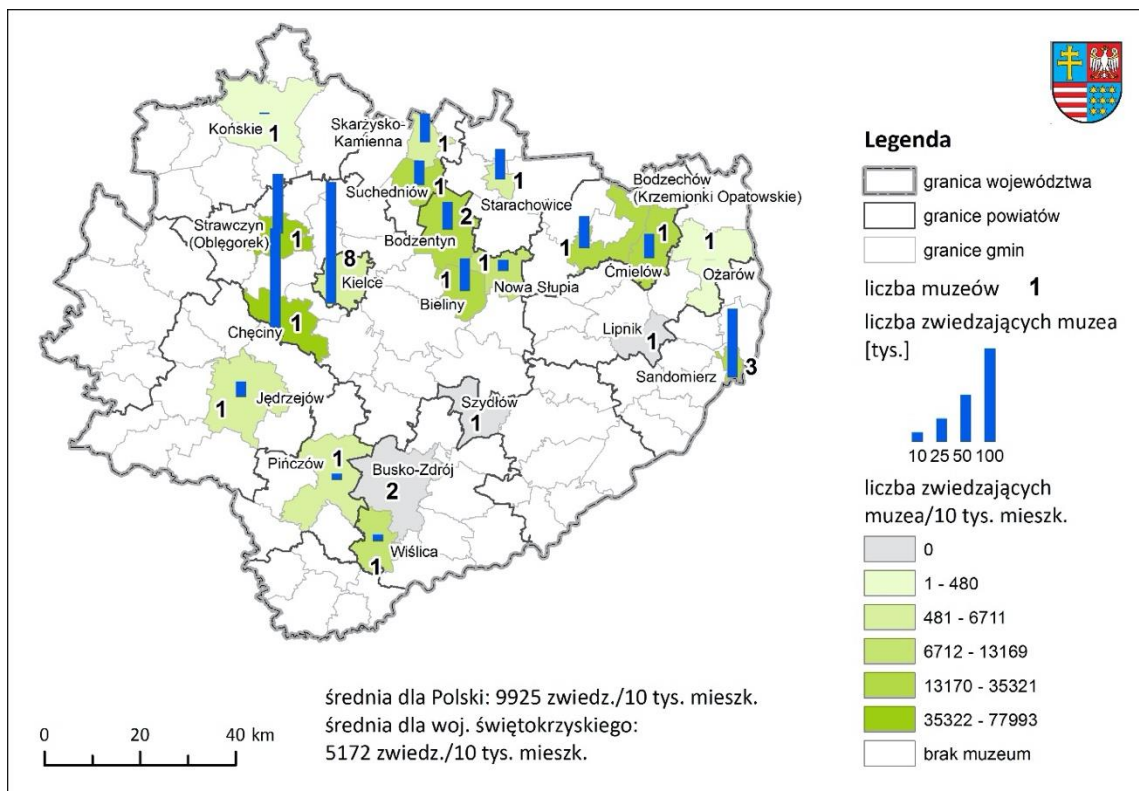 Końskie
1
Skarżysko-
Kamienna
1
Suchedniów
1
Starachowice
1
Bodzechów
(Krzemionki Opatowskie)
1
Strawczyn
(Oblęgorek)
1
Bodzentyn
2
8
Kielce
1
Bieliny
1
Nowa Słupia
1
Ćmielów
1
Ożarów
Chęciny
1
Lipnik
1
Sandomierz
3
Jędrzejów
1
Szydłów
1
Pińczów
1
Busko-Zdrój
2
Wiślica
1
średnia dla Polski: 9925 zwiedz./10 tys. mieszk.
średnia dla woj. świętokrzyskiego:
5172 zwiedz./10 tys. mieszk.
0 20 40 km
Legenda
granica województwa
granice powiatów
granice gmin
liczba muzeów 1
liczba zwiedzających muzea
[tys.]
10 25 50 100
liczba zwiedzających
muzea/10 tys. mieszk.
0
1 - 480
481 - 6711
6712 - 13169
13170 - 35321
35322 - 77993
brak muzeum